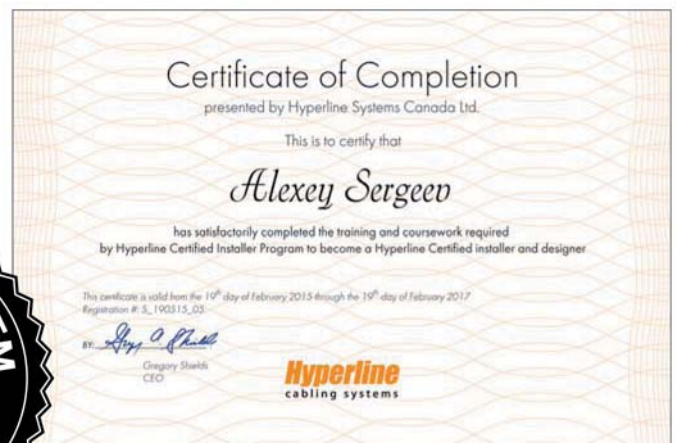 Certificate of Completion
presented by Hyperline Systems Canada Ltd.
This is to certify that
Alexey Sergeev
has satisfactorily completed the training and coursework required
by Hyperline Certified Installer Program to become a Hyperline Certified installer and designer
This certificate is valid from the 19th day of February 2015 through the 19th day of February 2017
Registration #: S_190515_05
BY:
Gregory Shields
CEO
Hyperline
cabling systems